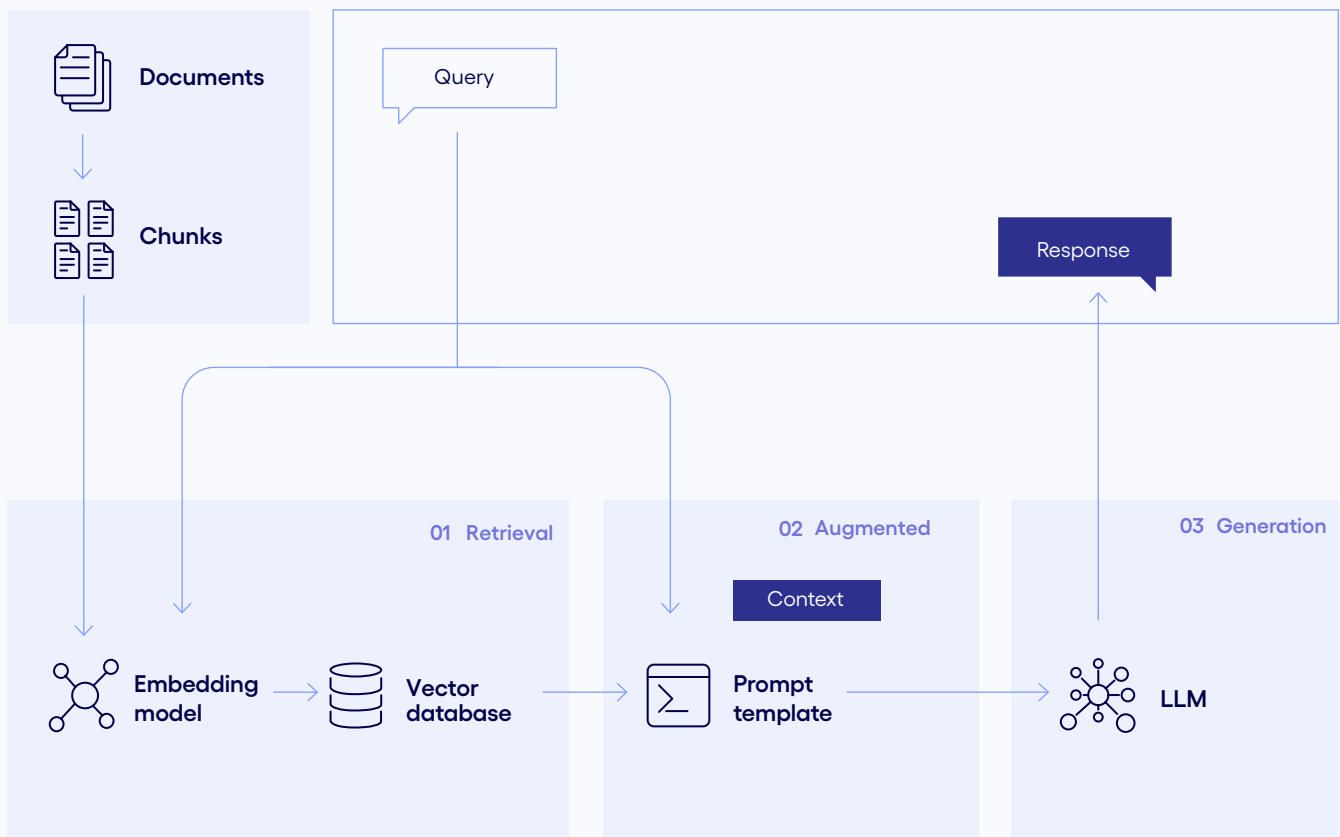 Documents
Query
Chunks
Response
01 Retrieval
02 Augmented
03 Generation
Context
Embedding
model
Vector
database
Prompt
template
LLM